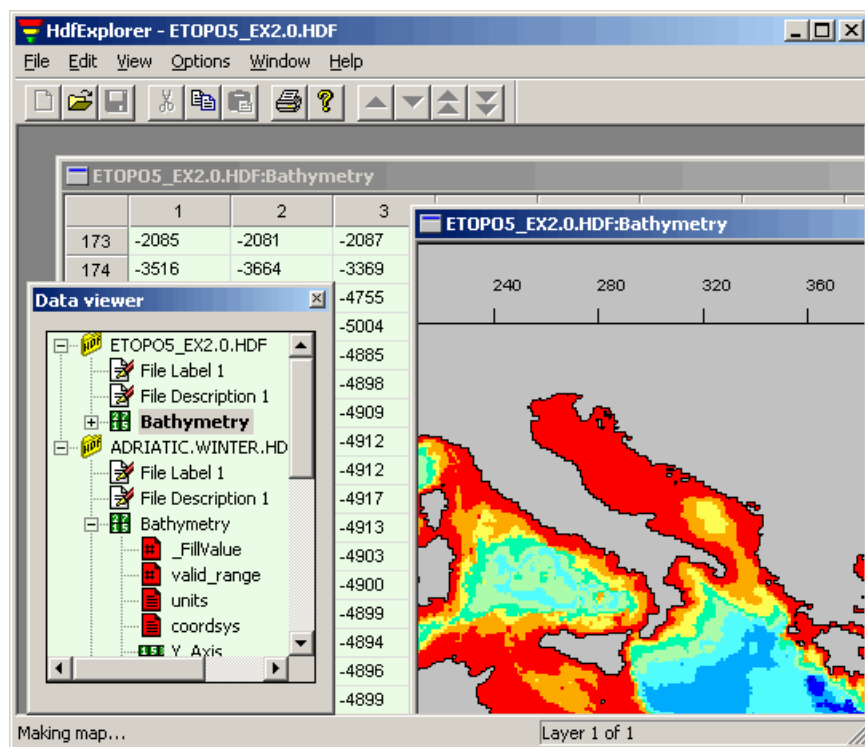 HdfExplorer - ETOPO5_EX2.0.HDF
File Edit View Options Window Help
ETOPO5_EX2.0.HDF:Bathymetry
1 2 3
173 -2085 -2081 -2087
174 -3516 -3664 -3369
-4755
-5004
-4885
-4898
-4909
-4912
-4912
-4917
-4913
-4903
-4900
-4899
-4894
-4896
-4899
Data viewer
ETOPO5_EX2.0.HDF
File Label 1
File Description 1
Bathymetry
ADRIATIC.WINTER.HD
File Label 1
File Description 1
Bathymetry
_FillValue
valid_range
units
coordsys
Y_Axis
ETOPO5_EX2.0.HDF:Bathymetry
240 280 320 360
Making map... Layer 1 of 1